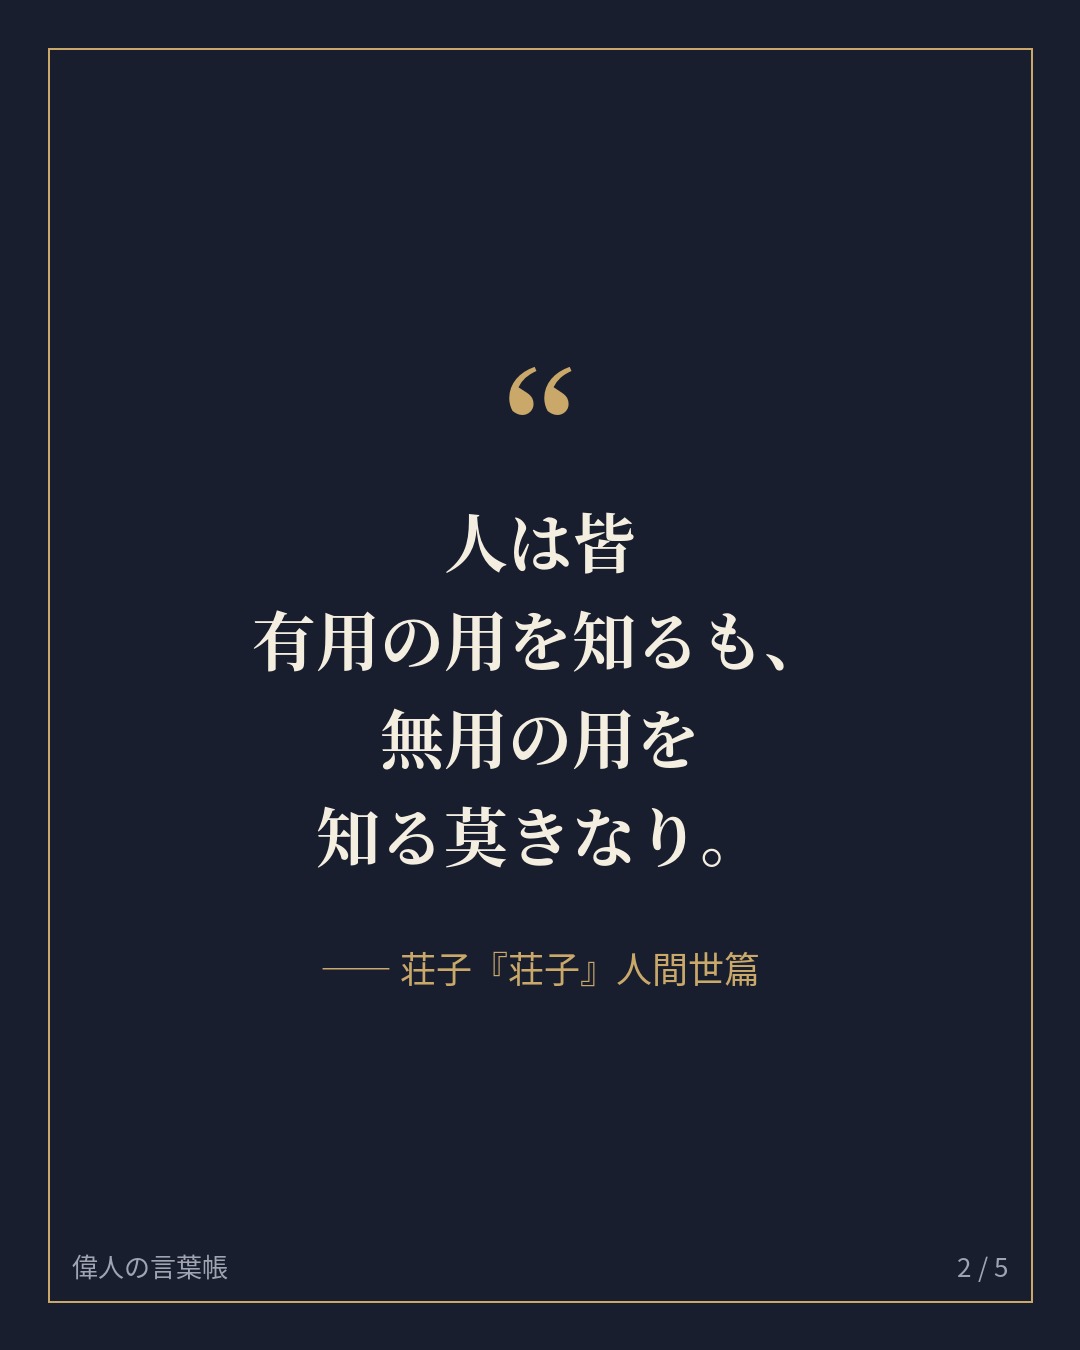 “
人は皆
有用の用を知るも、
無用の用を
知る莫きなり。
—— 荘子『荘子』人間世篇
偉人の言葉帳
2 / 5